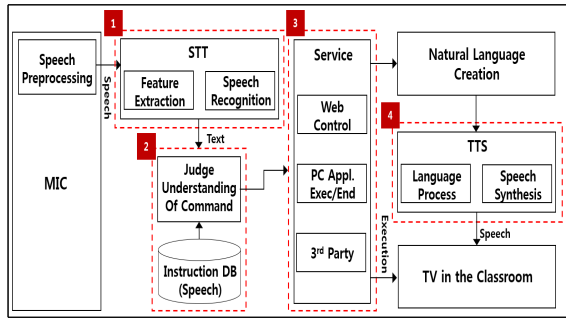 1
3
Speech
Preprocessing
MIC
Speech
STT
Feature
Extraction
Speech
Recognition
Text
2
Judge
Understanding
Of Command
Instruction DB
(Speech)
Service
Web
Control
PC Appl.
Exec/End
3rd Party
Execution
Natural Language
Creation
4
TTS
Language
Process
Speech
Synthesis
Speech
TV in the Classroom